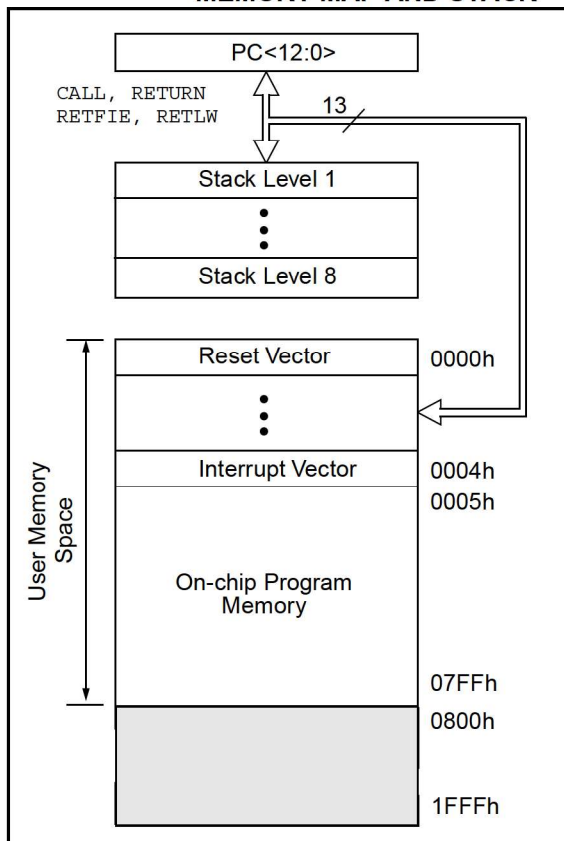 MEMORY MAP AND STACK
PC<12:0>
CALL, RETURN
RETFIE, RETLW
13
Stack Level 1
Stack Level 8
Reset Vector
0000h
Interrupt Vector
0004h
0005h
User Memory
Space
On-chip Program
Memory
07FFh
0800h
1FFFh